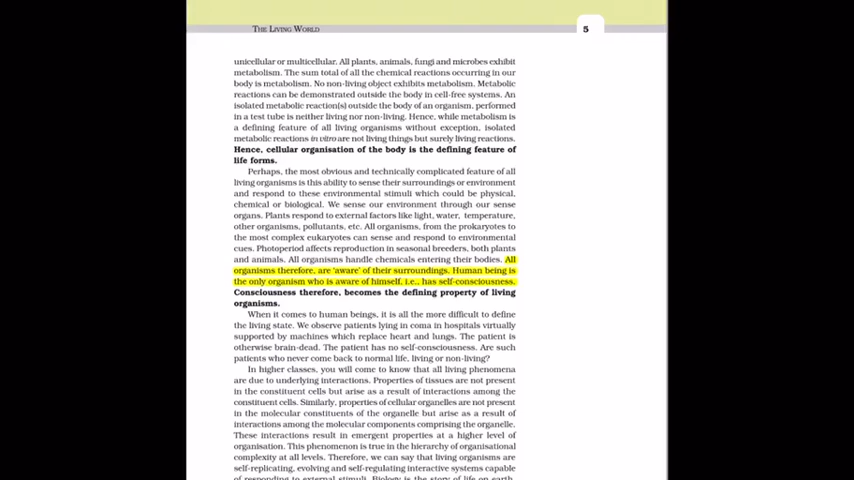 THE LIVING WORLD
5
unicellular or multicellular. All plants, animals, fungi and microbes exhibit
metabolism. The sum total of all the chemical reactions occurring in our
body is metabolism. No non-living object exhibits metabolism. Metabolic
reactions can be demonstrated outside the body in cell-free systems. An
isolated metabolic reaction(s) outside the body of an organism, performed
in a test tube is neither living nor non-living. Hence, while metabolism is
a defining feature of all living organisms without exception, isolated
metabolic reactions in vitro are not living things but surely living reactions.
Hence, cellular organisation of the body is the defining feature of
life forms.
Perhaps, the most obvious and technically complicated feature of all
living organisms is this ability to sense their surroundings or environment
and respond to these environmental stimuli which could be physical,
chemical or biological. We sense our environment through our sense
organs. Plants respond to external factors like light, water, temperature,
other organisms, pollutants, etc. All organisms, from the prokaryotes to
the most complex eukaryotes can sense and respond to environmental
cues. Photoperiod affects reproduction in seasonal breeders, both plants
and animals. All organisms handle chemicals entering their bodies. All
organisms therefore, are 'aware' of their surroundings. Human being is
the only organism who is aware of himself, i.e., has self-consciousness.
Consciousness therefore, becomes the defining property of living
organisms.
When it comes to human beings, it is all the more difficult to define
the living state. We observe patients lying in coma in hospitals virtually
supported by machines which replace heart and lungs. The patient is
otherwise brain-dead. The patient has no self-consciousness. Are such
patients who never come back to normal life, living or non-living?
In higher classes, you will come to know that all living phenomena
are due to underlying interactions. Properties of tissues are not present
in the constituent cells but arise as a result of interactions among the
constituent cells. Similarly, properties of cellular organelles are not present
in the molecular constituents of the organelle but arise as a result of
interactions among the molecular components comprising the organelle.
These interactions result in emergent properties at a higher level of
organisation. This phenomenon is true in the hierarchy of organisational
complexity at all levels. Therefore, we can say that living organisms are
self-replicating, evolving and self-regulating interactive systems capable
of responding to external stimuli. Biology is the story of life on earth.